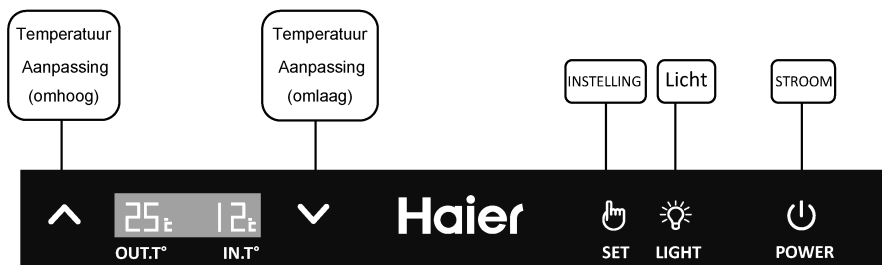 Temperatuur
Aanpassing
(omhoog)
Temperatuur
Aanpassing
(omlaag)
INSTELLING
Licht
STROOM
25°c 12°c
Haier
OUT.T° IN.T°
SET LIGHT POWER